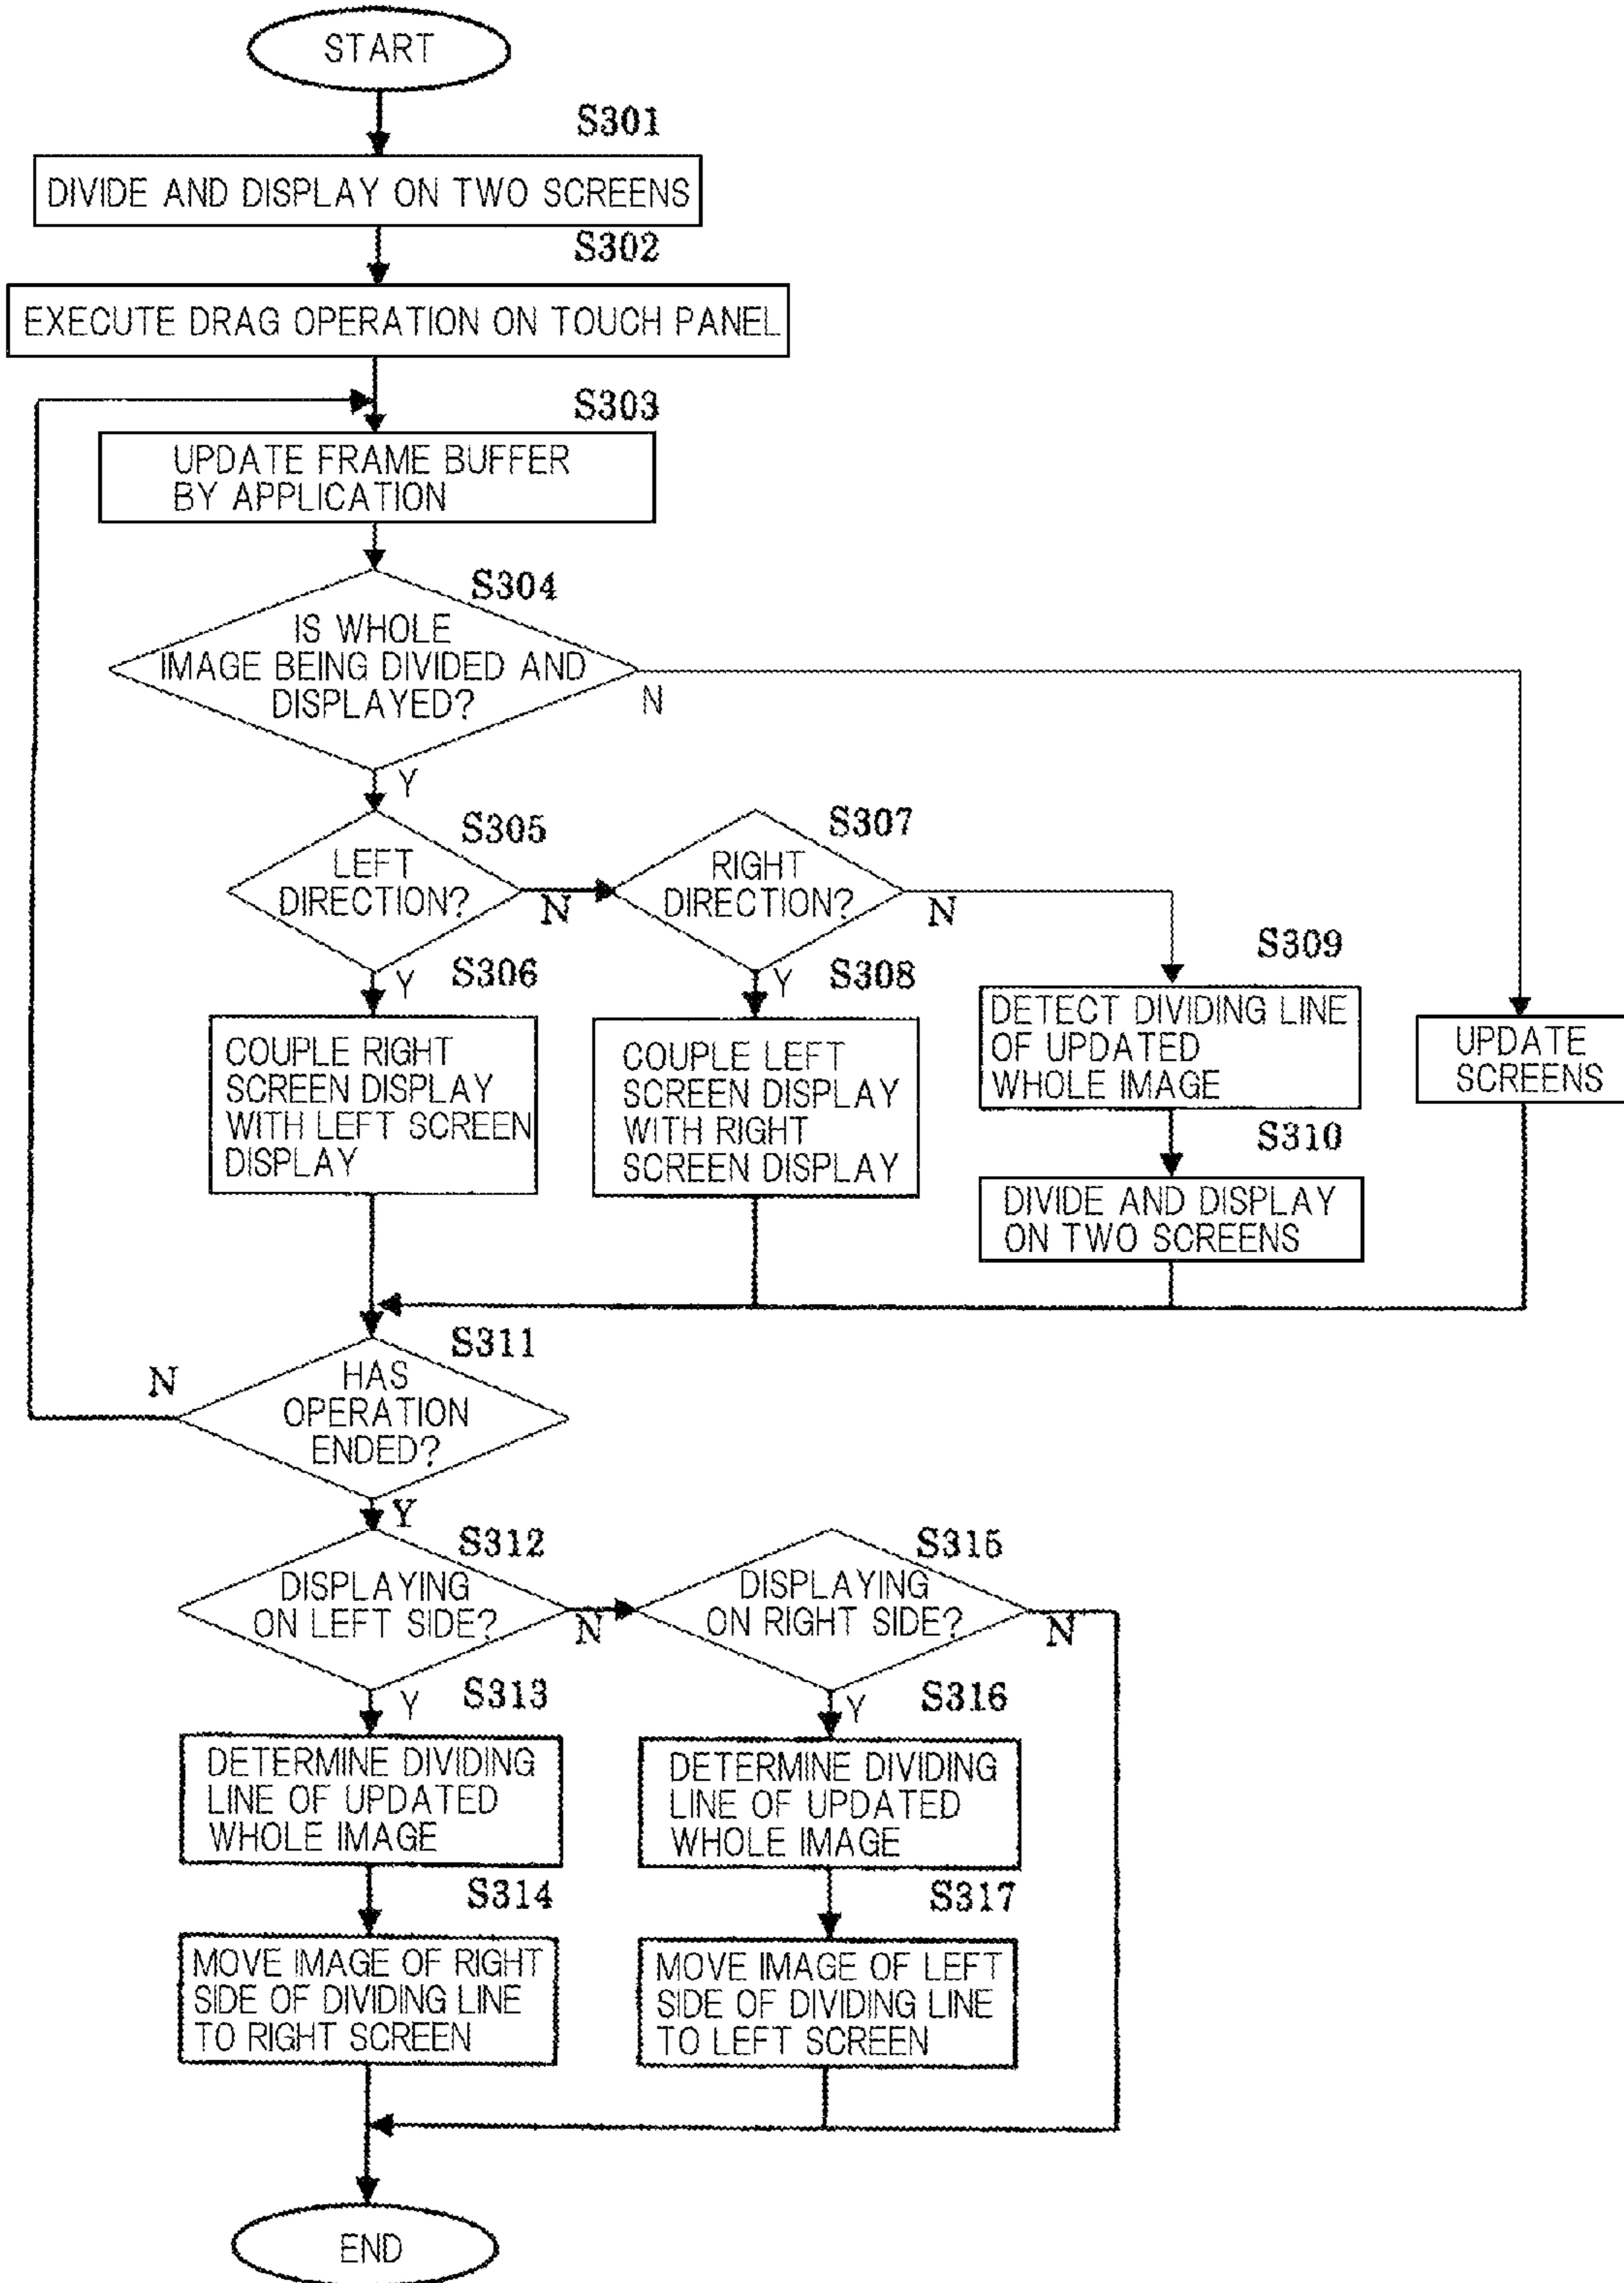 START
S301
DIVIDE AND DISPLAY ON TWO SCREENS
S302
EXECUTE DRAG OPERATION ON TOUCH PANEL
S303
UPDATE FRAME BUFFER
BY APPLICATION
S304
IS WHOLE
IMAGE BEING DIVIDED AND
DISPLAYED?
N
Y
S305
LEFT
DIRECTION?
N
S307
RIGHT
DIRECTION?
N
Y
S306
COUPLE RIGHT
SCREEN DISPLAY
WITH LEFT SCREEN
DISPLAY
Y
S308
COUPLE LEFT
SCREEN DISPLAY
WITH RIGHT
SCREEN DISPLAY
S309
DETECT DIVIDING LINE
OF UPDATED
WHOLE IMAGE
S310
DIVIDE AND DISPLAY
ON TWO SCREENS
UPDATE
SCREENS
S311
HAS
OPERATION
ENDED?
N
Y
S312
DISPLAYING
ON LEFT SIDE?
N
S315
DISPLAYING
ON RIGHT SIDE?
N
Y
S313
DETERMINE DIVIDING
LINE OF UPDATED
WHOLE IMAGE
S314
MOVE IMAGE OF RIGHT
SIDE OF DIVIDING LINE
TO RIGHT SCREEN
Y
S316
DETERMINE DIVIDING
LINE OF UPDATED
WHOLE IMAGE
S317
MOVE IMAGE OF LEFT
SIDE OF DIVIDING LINE
TO LEFT SCREEN
END